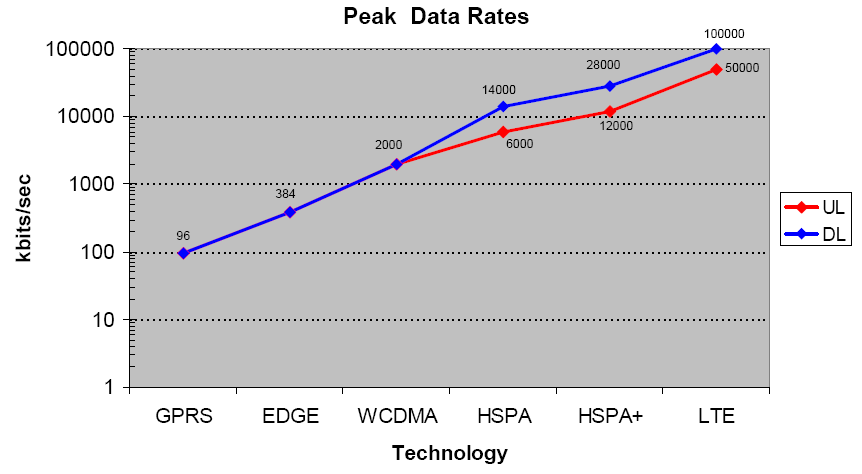 Peak Data Rates
100000
10000
1000
100
10
1
kbits/sec
96
384
2000
14000
6000
28000
12000
100000
50000
GPRS EDGE WCDMA HSPA HSPA+ LTE
Technology
UL
DL